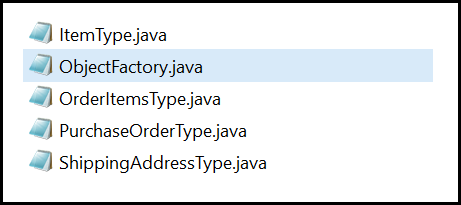 ItemType.java
ObjectFactory.java
OrderItemsType.java
PurchaseOrderType.java
ShippingAddressType.java